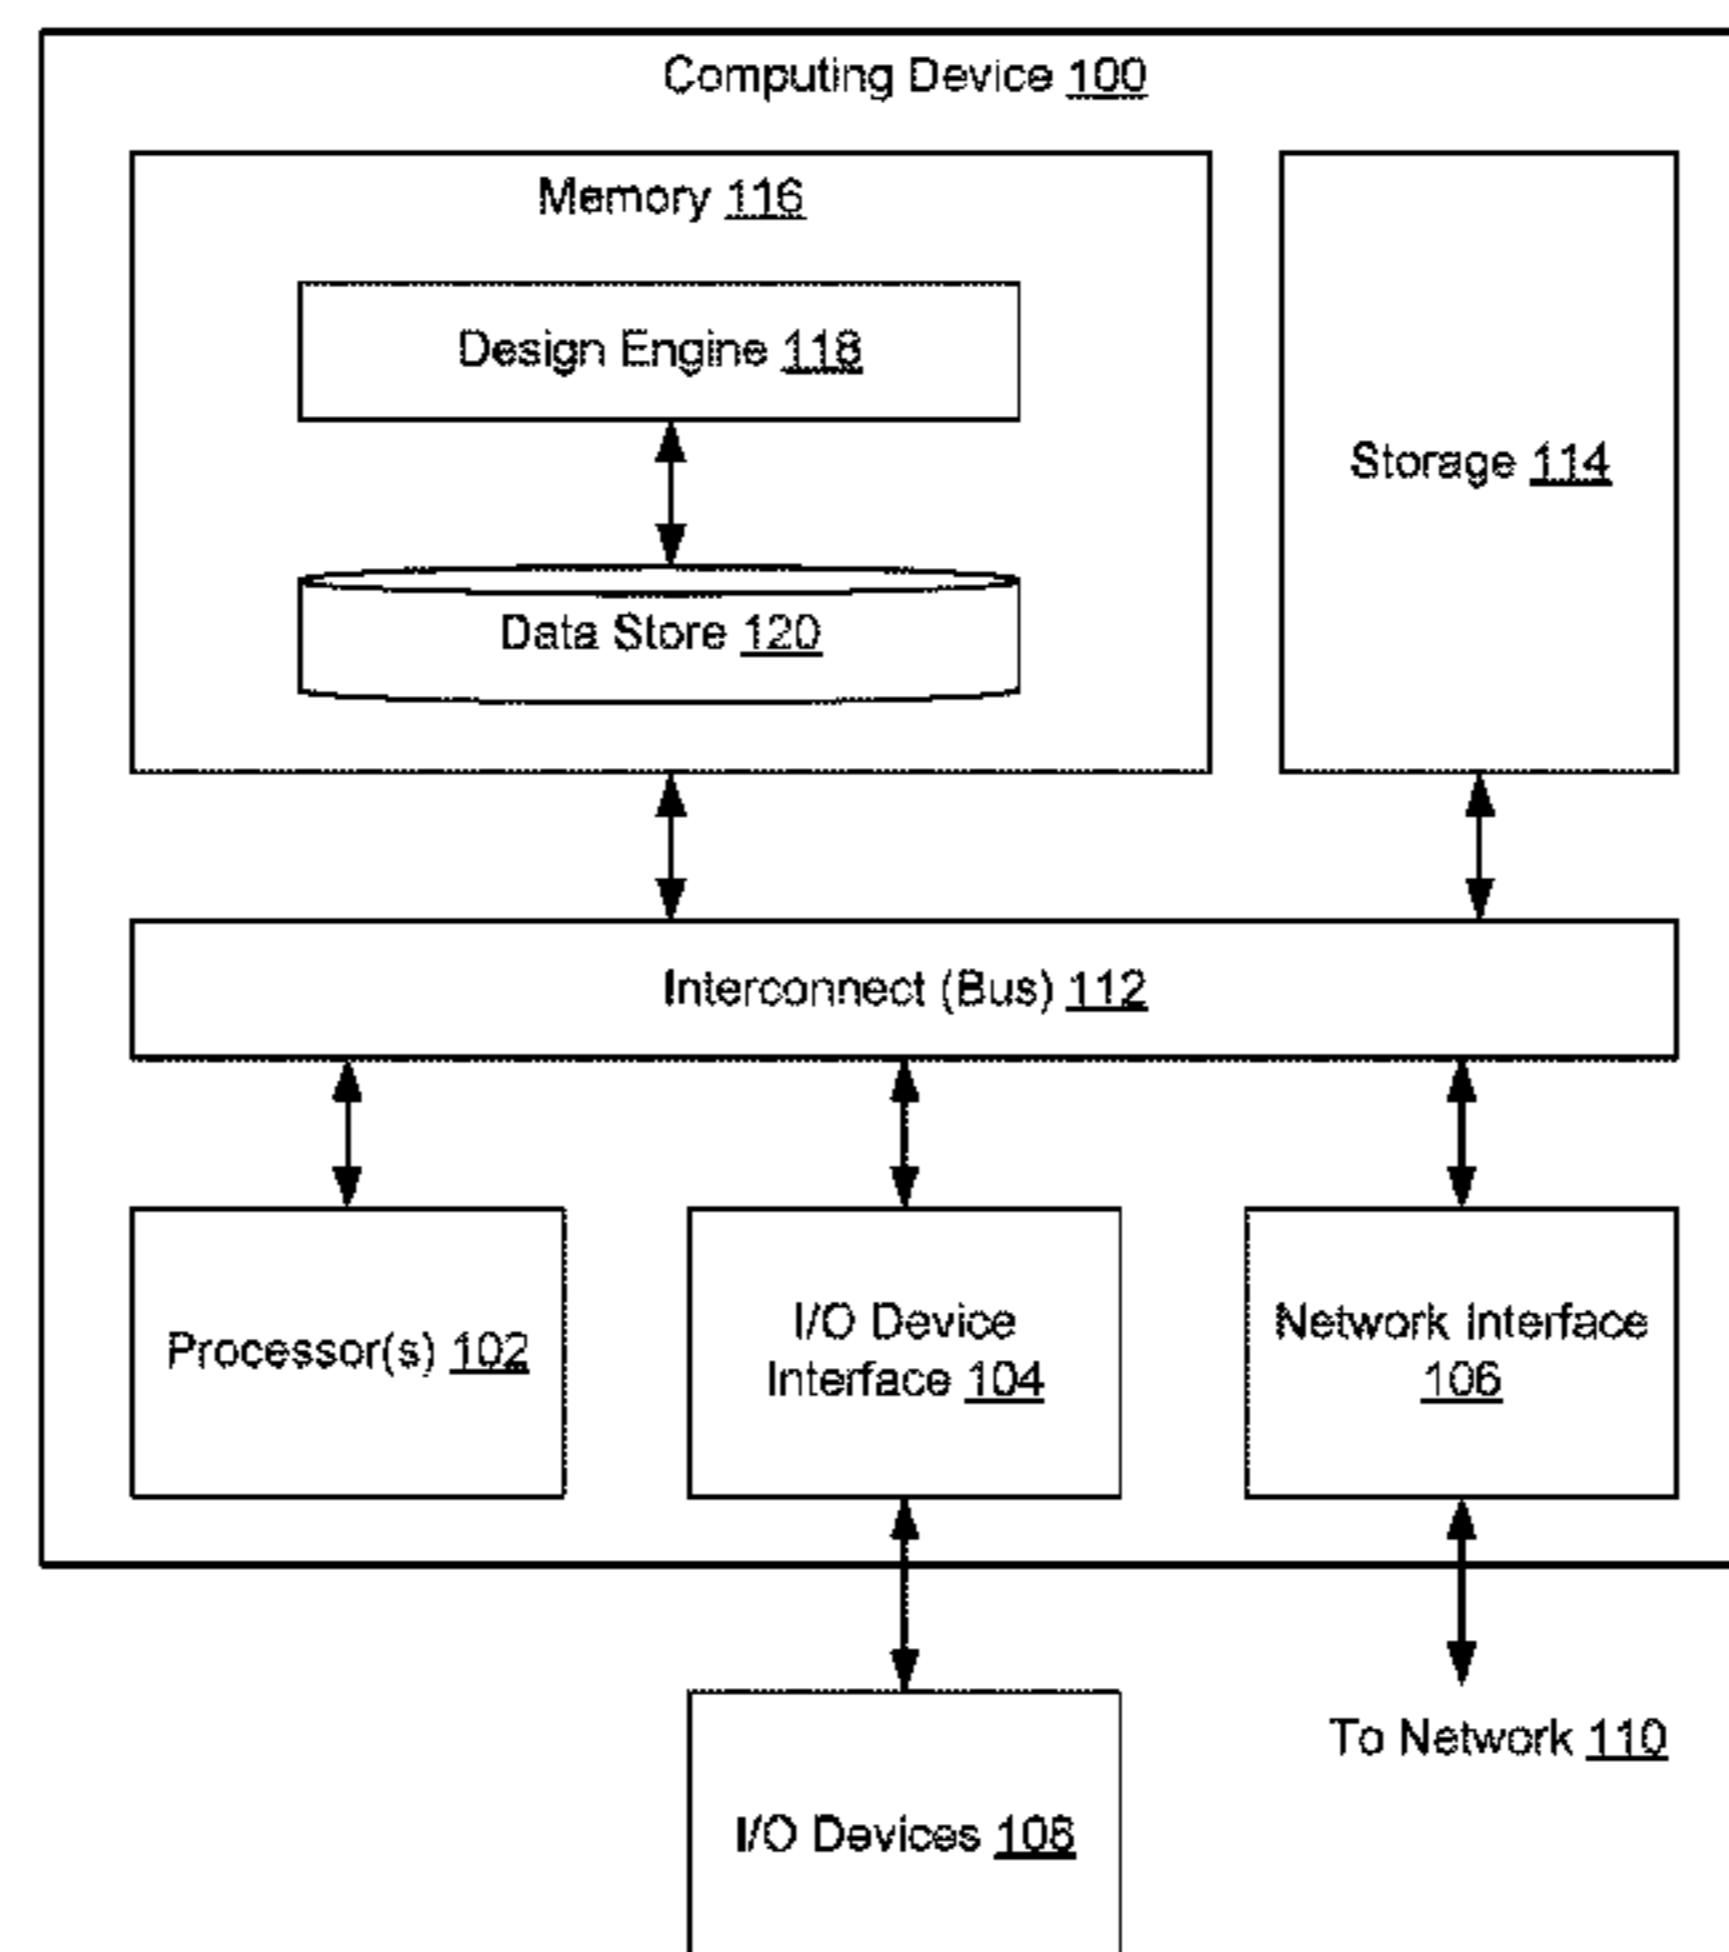 Computing Device 100
Memory 116
Design Engine 118
Storage 114
Data Store 120
Interconnect (Bus) 112
Processor(s) 102
I/O Device
Interface 104
Network Interface
106
To Network 110
I/O Devices 108